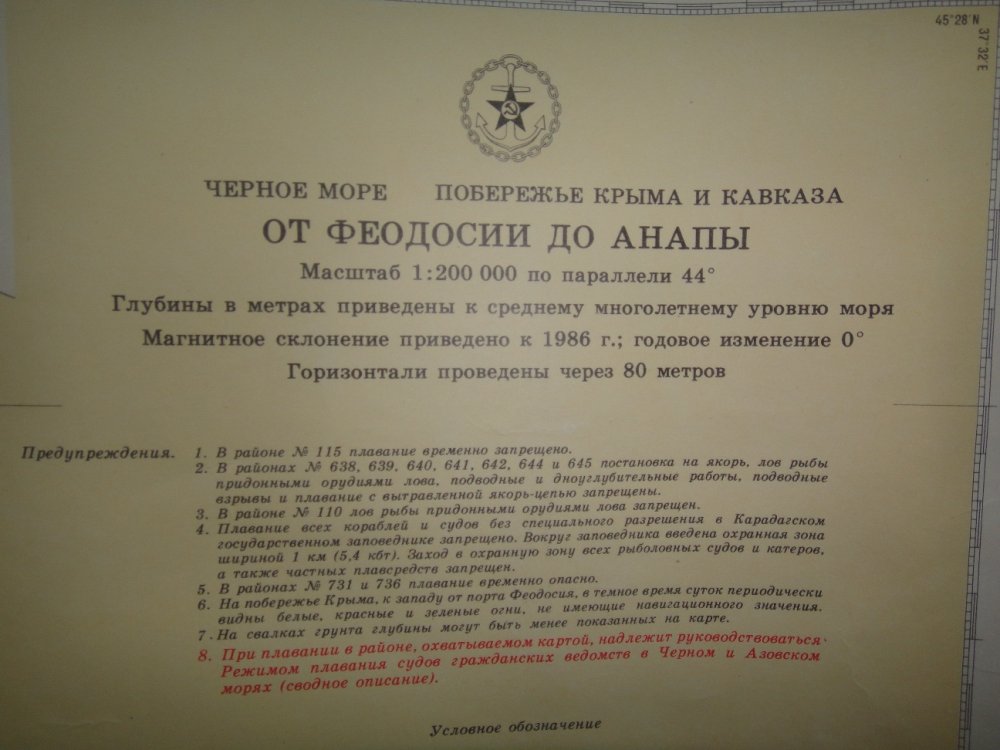 45°28'N
37°32'E
ЧЕРНОЕ МОРЕ ПОБЕРЕЖЬЕ КРЫМА И КАВКАЗА
ОТ ФЕОДОСИИ ДО АНАПЫ
Масштаб 1:200 000 по параллели 44°
Глубины в метрах приведены к среднему многолетнему уровню моря
Магнитное склонение приведено к 1986 г.; годовое изменение 0°
Горизонтали проведены через 80 метров
Предупреждения. 1. В районе № 115 плавание временно запрещено.
2. В районах № 638, 639, 640, 641, 642, 644 и 645 постановка на якорь, лов рыбы
придонными орудиями лова, подводные и дноуглубительные работы, подводные
взрывы и плавание с вытравленной якорь-цепью запрещены.
3. В районе № 110 лов рыбы придонными орудиями лова запрещен.
4. Плавание всех кораблей и судов без специального разрешения в Карадагском
государственном заповеднике запрещено. Вокруг заповедника введена охранная зона
шириной 1 км (5,4 кбт). Заход в охранную зону всех рыболовных судов и катеров,
а также частных плавсредств запрещен.
5. В районах № 731 и 736 плавание временно опасно.
6. На побережье Крыма, к западу от порта Феодосия, в темное время суток периодически
видны белые, красные и зеленые огни, не имеющие навигационного значения.
7. На свалках грунта глубины могут быть менее показанных на карте.
8. При плавании в районе, охватываемом картой, надлежит руководствоваться
Режимом плавания судов гражданских ведомств в Черном и Азовском
морях (сводное описание).
Условное обозначение